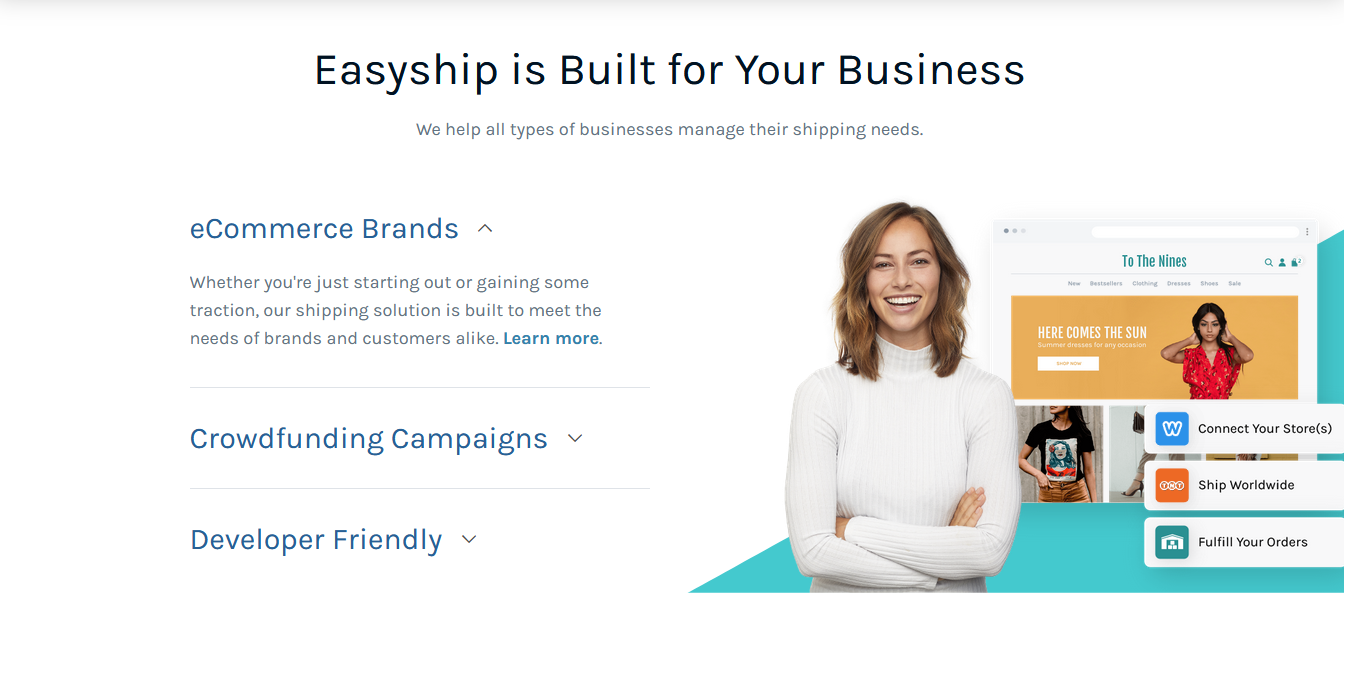 Easyship is Built for Your Business
We help all types of businesses manage their shipping needs.
eCommerce Brands
Whether you're just starting out or gaining some
traction, our shipping solution is built to meet the
needs of brands and customers alike. Learn more.
Crowdfunding Campaigns
Developer Friendly
To The Nines
2
New Bestsellers Clothing Dresses Shoes Sale
HERE COMES THE SUN
Summer dresses for any occasion
SHOP NOW
Connect Your Store(s)
TNT
Ship Worldwide
Fulfill Your Orders